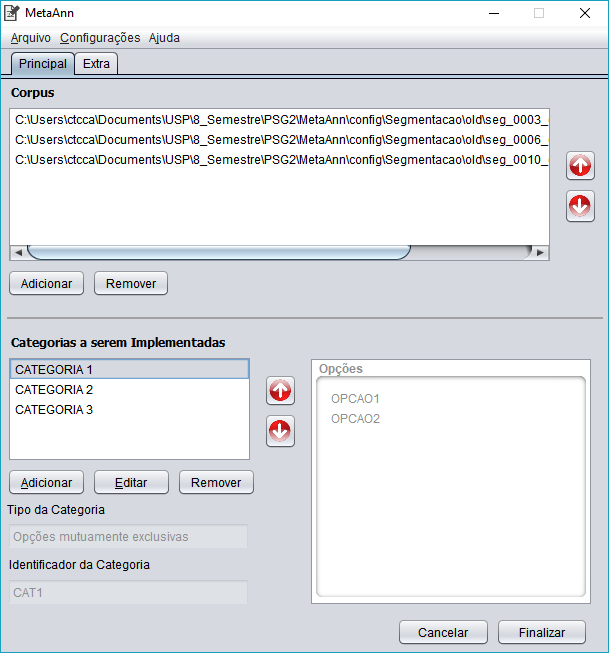 MetaAnn
Arquivo Configurações Ajuda
Principal Extra
Corpus
C:\Users\ctcca\Documents\USP\8_Semestre\PSG2\MetaAnn\config\Segmentacao\old\seg_0003_
C:\Users\ctcca\Documents\USP\8_Semestre\PSG2\MetaAnn\config\Segmentacao\old\seg_0006_
C:\Users\ctcca\Documents\USP\8_Semestre\PSG2\MetaAnn\config\Segmentacao\old\seg_0010_
Adicionar Remover
Categorias a serem Implementadas
CATEGORIA 1
CATEGORIA 2
CATEGORIA 3
Adicionar Editar Remover
Tipo da Categoria
Opções mutuamente exclusivas
Identificador da Categoria
CAT1
Opções
OPCAO1
OPCAO2
Cancelar Finalizar